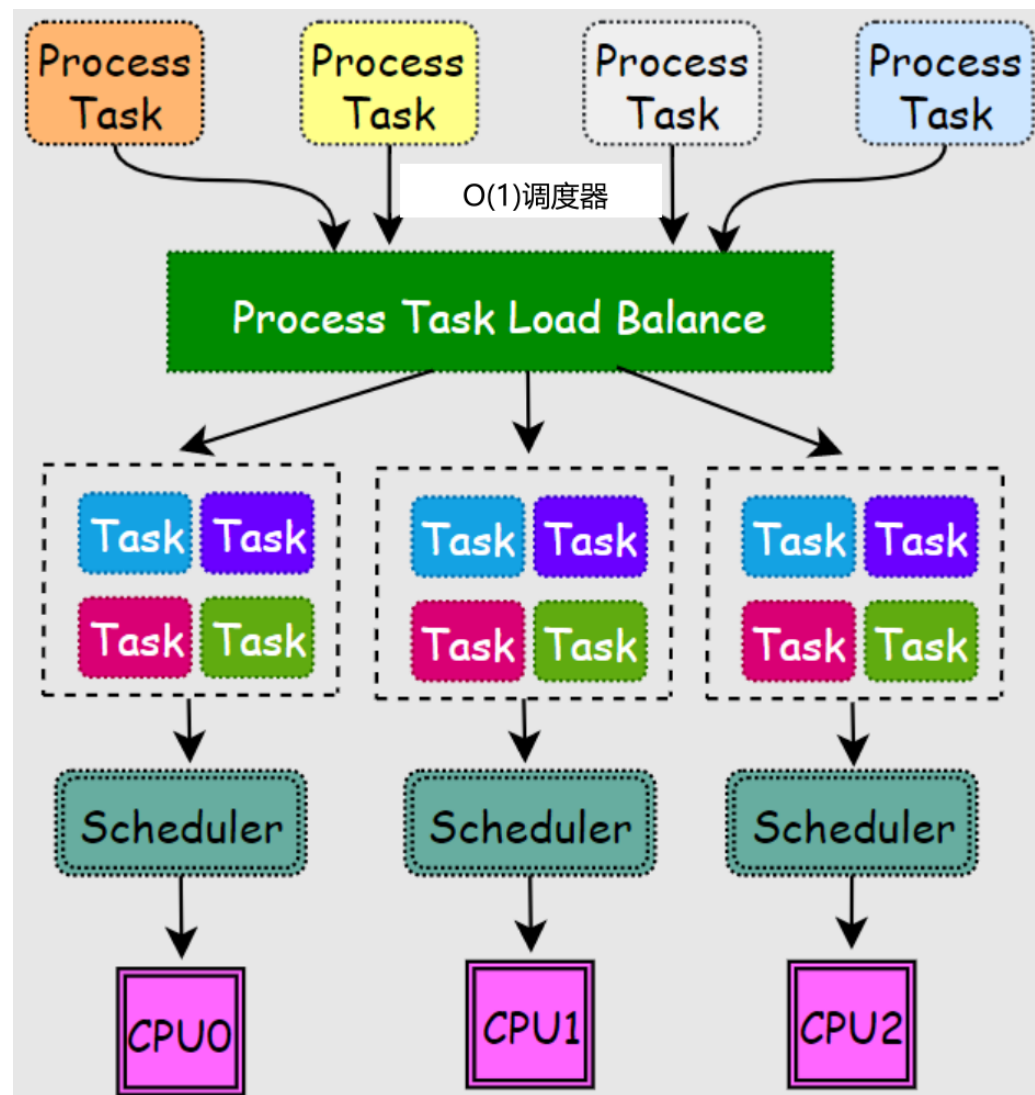 Process
Task
Process
Task
Process
Task
Process
Task
O(1)调度器
Process Task Load Balance
Task Task
Task Task
Task Task
Task Task
Task Task
Task Task
Scheduler
Scheduler
Scheduler
CPU0
CPU1
CPU2